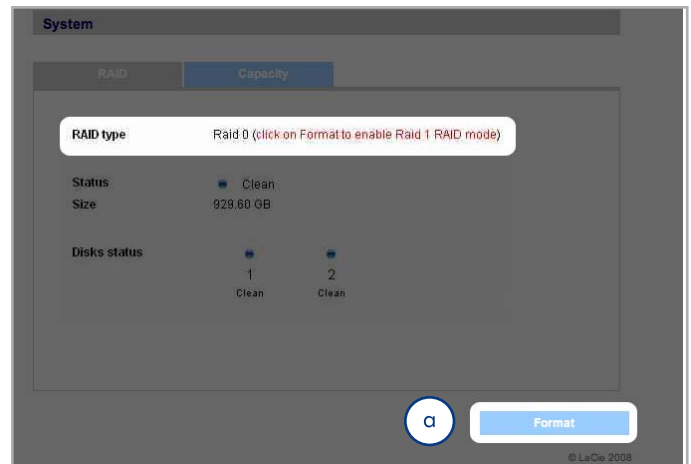 System
RAID Capacity
RAID type Raid 0 (click on Format to enable Raid 1 RAID mode)
Status Clean
Size 929.60 GB
Disks status
1 2
Clean Clean
a Format
© LaCie 2008